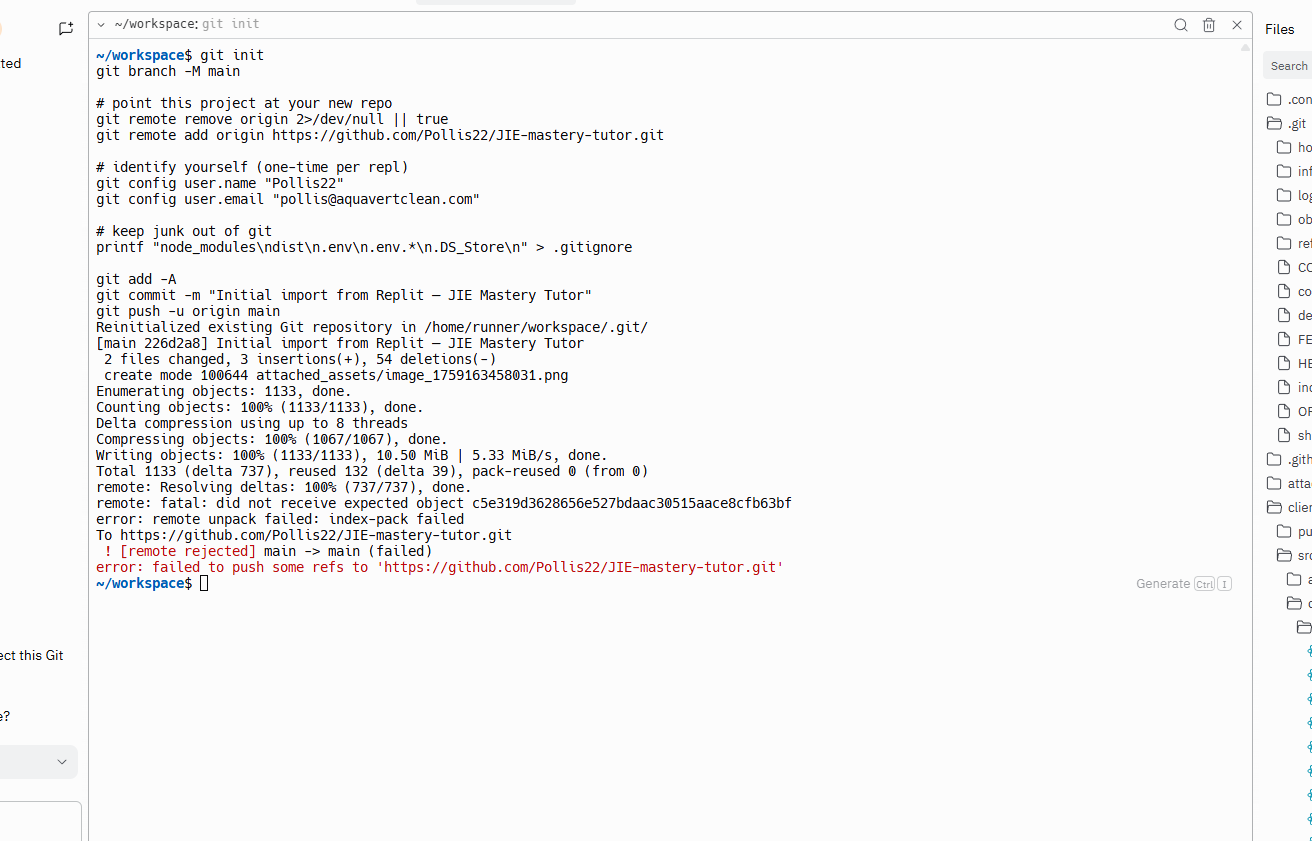 ~/workspace: git init
Files
Search
ted
~/workspace$ git init
git branch -M main
# point this project at your new repo
git remote remove origin 2>/dev/null || true
git remote add origin https://github.com/Pollis22/JIE-mastery-tutor.git
# identify yourself (one-time per repl)
git config user.name "Pollis22"
git config user.email "pollis@aquavertclean.com"
# keep junk out of git
printf "node_modules\ndist\n.env\n.env.*\n.DS_Store\n" > .gitignore
git add -A
git commit -m "Initial import from Replit – JIE Mastery Tutor"
git push -u origin main
Reinitialized existing Git repository in /home/runner/workspace/.git/
[main 226d2a8] Initial import from Replit – JIE Mastery Tutor
2 files changed, 3 insertions(+), 54 deletions(-)
create mode 100644 attached_assets/image_1759163458031.png
Enumerating objects: 1133, done.
Counting objects: 100% (1133/1133), done.
Delta compression using up to 8 threads
Compressing objects: 100% (1067/1067), done.
Writing objects: 100% (1133/1133), 10.50 MiB | 5.33 MiB/s, done.
Total 1133 (delta 737), reused 132 (delta 39), pack-reused 0 (from 0)
remote: Resolving deltas: 100% (737/737), done.
remote: fatal: did not receive expected object c5e319d3628656e527bdaac30515aace8cfb63bf
error: remote unpack failed: index-pack failed
To https://github.com/Pollis22/JIE-mastery-tutor.git
! [remote rejected] main -> main (failed)
error: failed to push some refs to 'https://github.com/Pollis22/JIE-mastery-tutor.git'
~/workspace$
Generate Ctrl I
ect this Git
e?
.con
.git
ho
inf
log
ob
ref
CO
co
de
FE
HE
ind
OR
sh
.gith
atta
clien
pu
src